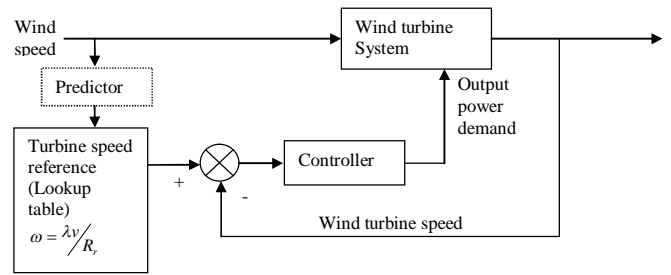 Wind
speed
Wind turbine
System
Predictor
Output
power
demand
Turbine speed
reference
(Lookup
table)
ω = λv/R_r
+
-
Controller
Wind turbine speed